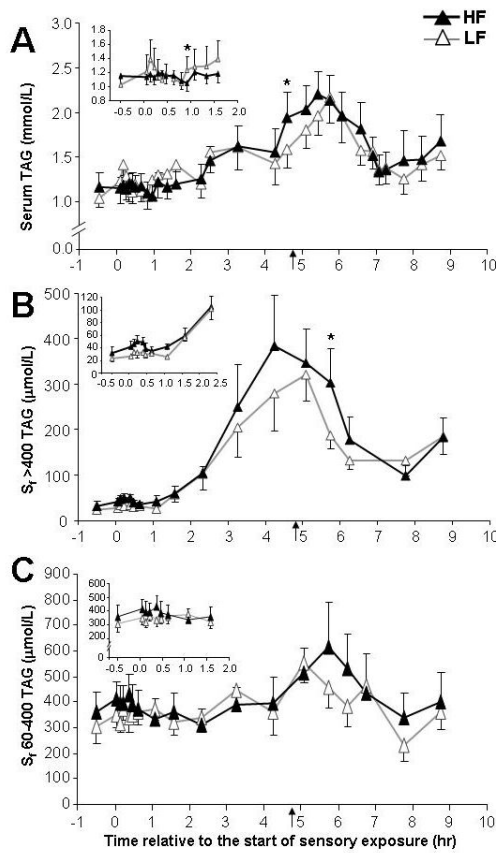 HF
LF
A
Serum TAG (mmol/L)
3.0
2.5
2.0
1.5
1.0
0.0
1.8
1.6
1.4
1.2
1.0
0.8
-0.5 0.0 0.5 1.0 1.5 2.0
*
*
-1 0 1 2 3 4 5 6 7 8 9 10
B
Sf >400 TAG (µmol/L)
500
400
300
200
100
0
120
100
80
60
40
20
0
-0.5 0.0 0.5 1.0 1.5 2.0 2.5
*
-1 0 1 2 3 4 5 6 7 8 9 10
C
Sf 60-400 TAG (µmol/L)
900
800
700
600
500
400
300
200
100
0
600
500
400
300
200
0
-0.5 0.0 0.5 1.0 1.5 2.0
-1 0 1 2 3 4 5 6 7 8 9 10
Time relative to the start of sensory exposure (hr)